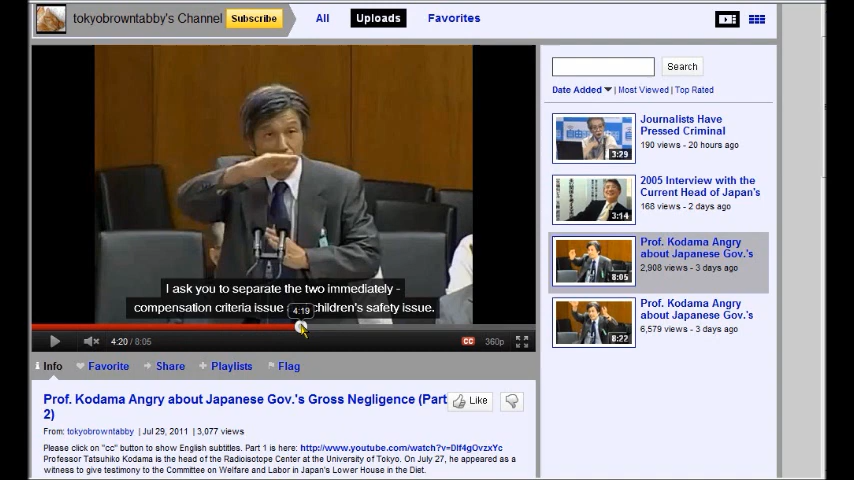 tokyobrowntabby's Channel
Subscribe
All
Uploads
Favorites
Search
Date Added | Most Viewed | Top Rated
I ask you to separate the two immediately -
compensation criteria issue children's safety issue.
4:19
4:20 / 8:05
CC
360p
Info
Favorite
Share
Playlists
Flag
Prof. Kodama Angry about Japanese Gov.'s Gross Negligence (Part
2)
Like
From: tokyobrowntabby | Jul 29, 2011 | 3,077 views
Please click on "cc" button to show English subtitles. Part 1 is here: http://www.youtube.com/watch?v=Dlf4gOvzxYc
Professor Tatsuhiko Kodama is the head of the Radioisotope Center at the University of Tokyo. On July 27, he appeared as a
witness to give testimony to the Committee on Welfare and Labor in Japan's Lower House in the Diet.
3:29
Journalists Have
Pressed Criminal
190 views - 20 hours ago
3:14
2005 Interview with the
Current Head of Japan's
168 views - 2 days ago
8:05
Prof. Kodama Angry
about Japanese Gov.'s
2,908 views - 3 days ago
8:22
Prof. Kodama Angry
about Japanese Gov.'s
6,579 views - 3 days ago